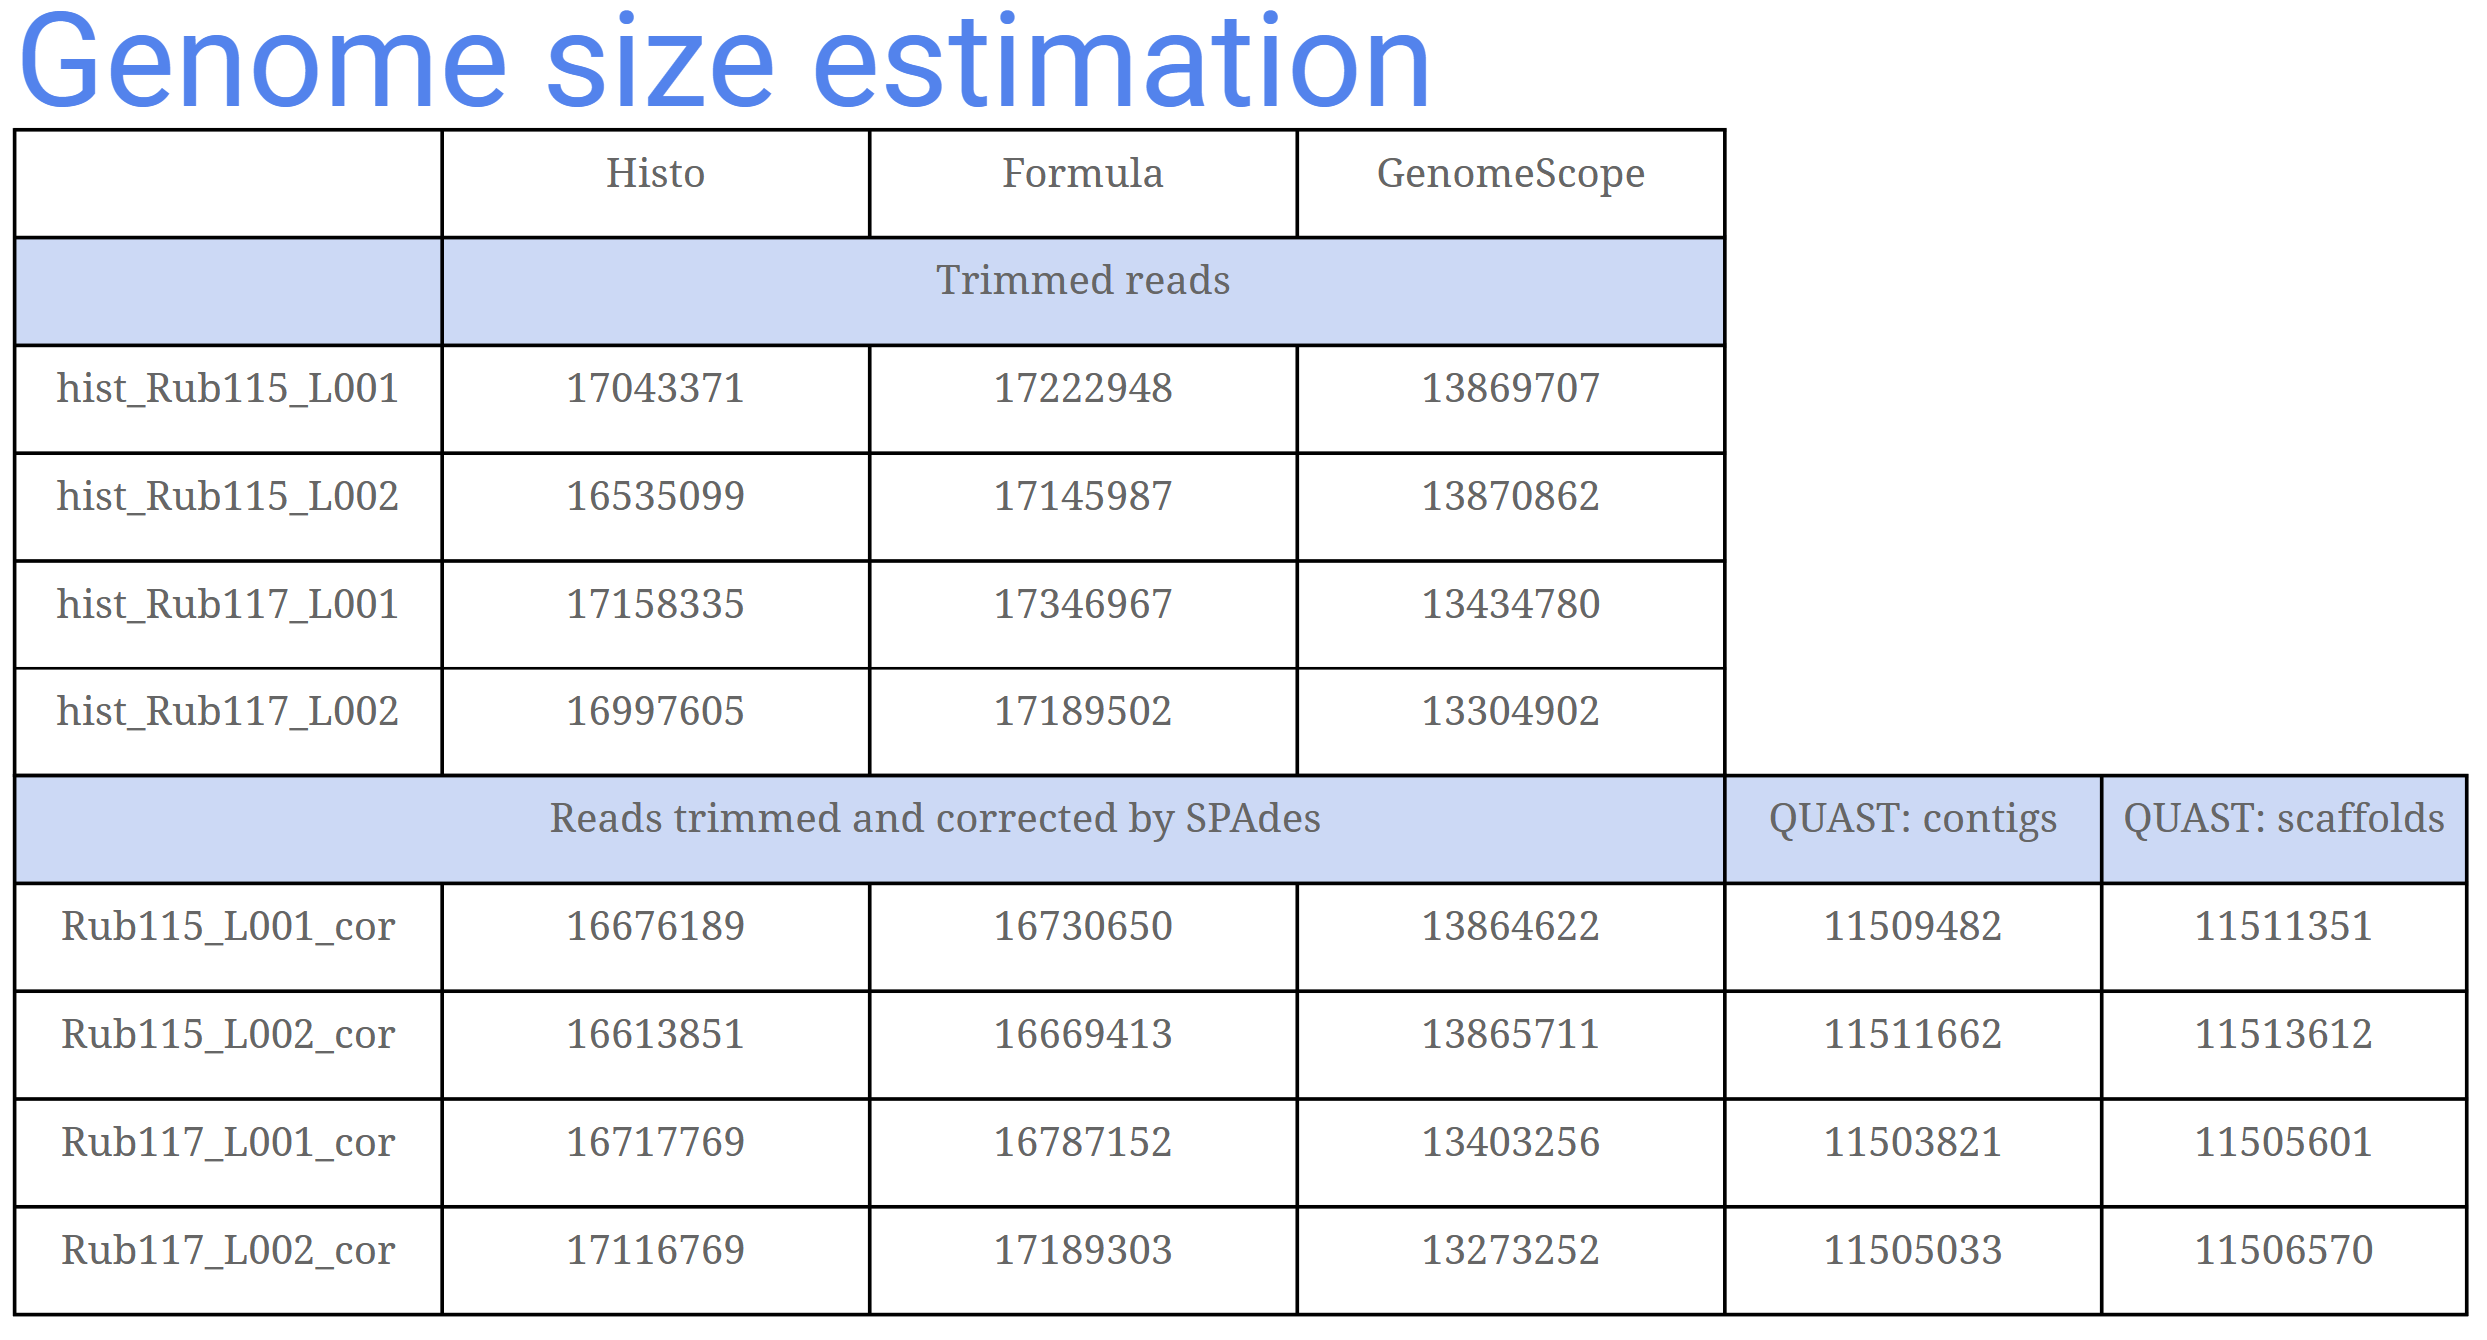 Genome size estimation
Histo Formula GenomeScope
Trimmed reads
hist_Rub115_L001 17043371 17222948 13869707
hist_Rub115_L002 16535099 17145987 13870862
hist_Rub117_L001 17158335 17346967 13434780
hist_Rub117_L002 16997605 17189502 13304902
Reads trimmed and corrected by SPAdes QUAST: contigs QUAST: scaffolds
Rub115_L001_cor 16676189 16730650 13864622 11509482 11511351
Rub115_L002_cor 16613851 16669413 13865711 11511662 11513612
Rub117_L001_cor 16717769 16787152 13403256 11503821 11505601
Rub117_L002_cor 17116769 17189303 13273252 11505033 11506570